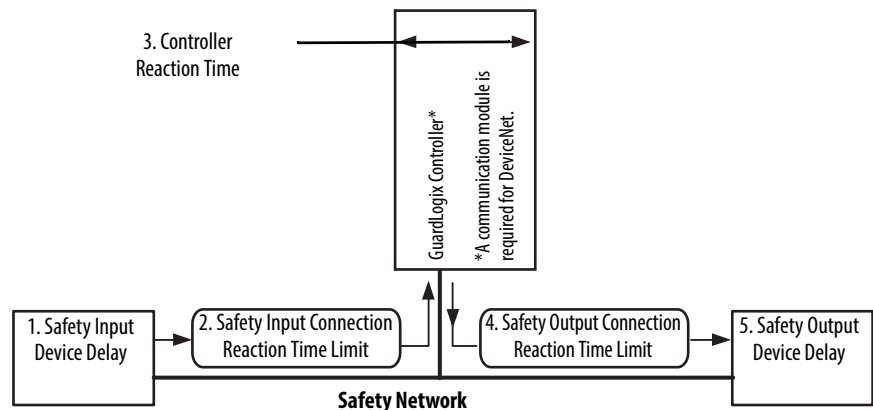 3. Controller
Reaction Time
GuardLogix Controller*
*A communication module is
required for DeviceNet.
1. Safety Input
Device Delay
2. Safety Input Connection
Reaction Time Limit
4. Safety Output Connection
Reaction Time Limit
5. Safety Output
Device Delay
Safety Network